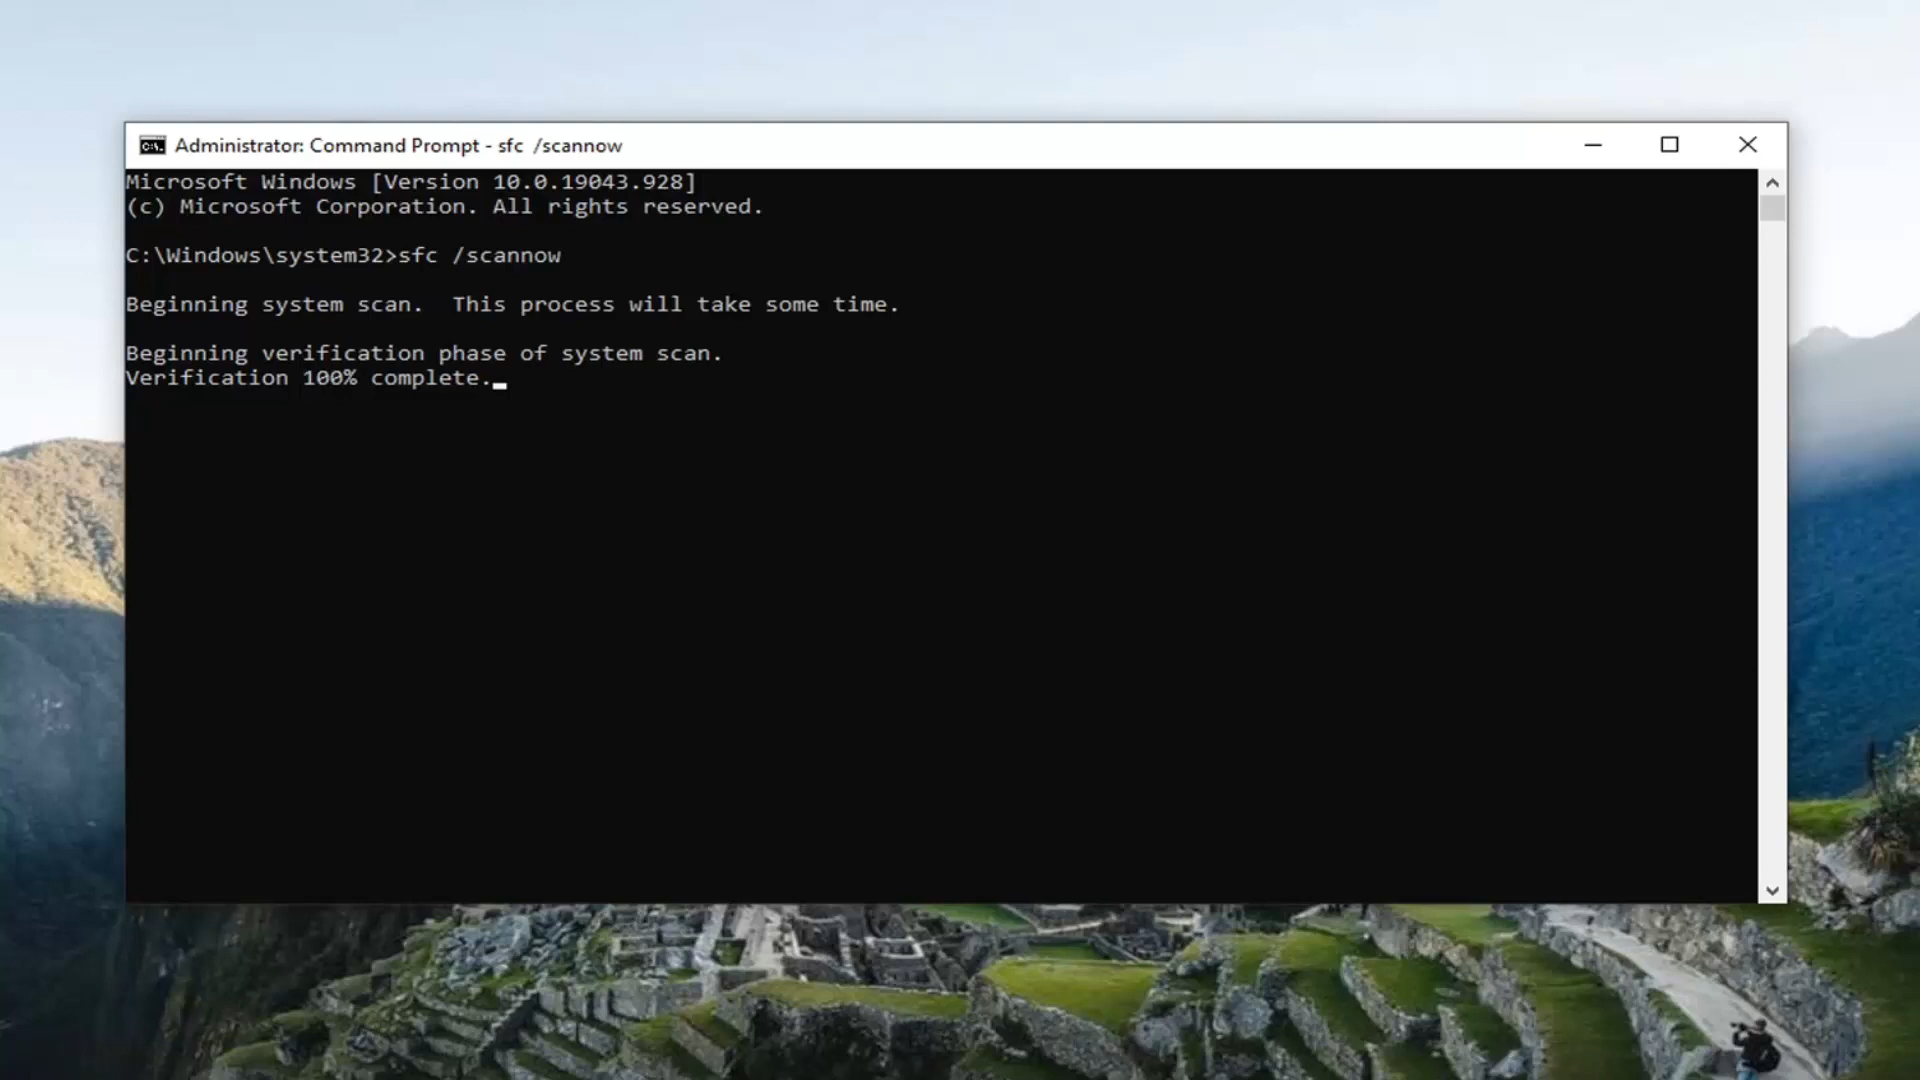 Administrator: Command Prompt - sfc  /scannow
Microsoft Windows [Version 10.0.19043.928]
(c) Microsoft Corporation. All rights reserved.
C:\Windows\system32>sfc /scannow
Beginning system scan.  This process will take some time.
Beginning verification phase of system scan.
Verification 100% complete.